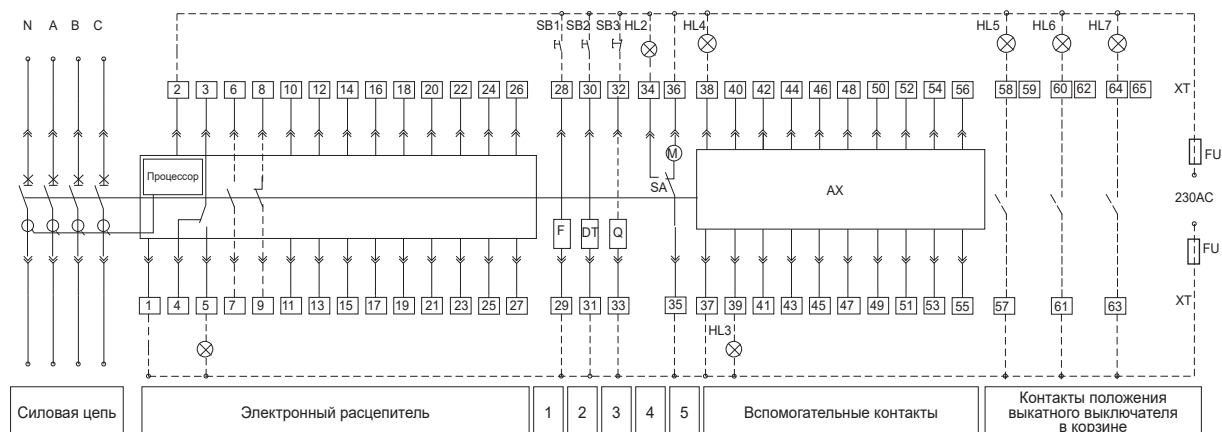 N A B C SB1 SB2 SB3 HL2 HL4 HL5 HL6 HL7
2 3 6 8 10 12 14 16 18 20 22 24 26 28 30 32 34 36 38 40 42 44 46 48 50 52 54 56 58 59 60 62 64 65 XT
FU
M
Процессор
SA AX 230AC
F DT Q
FU
1 4 5 7 9 11 13 15 17 19 21 23 25 27 29 31 33 35 37 39 41 43 45 47 49 51 53 55 57 61 63 XT
HL3
Силовая цепь Электронный расцепитель 1 2 3 4 5 Вспомогательные контакты Контакты положения
выкатного выключателя
в корзине